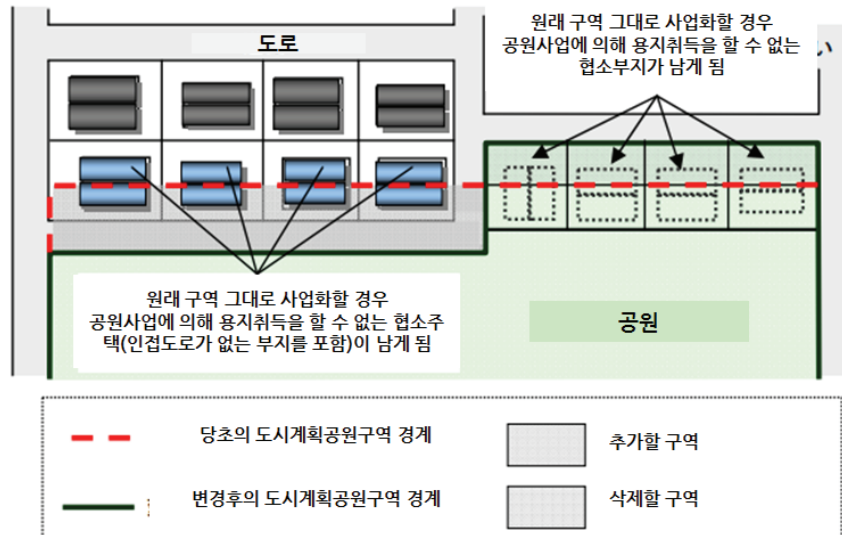 원래 구역 그대로 사업화할 경우
공원사업에 의해 용지취득을 할 수 없는
협소부지가 남게 됨
도로
い
원래 구역 그대로 사업화할 경우
공원사업에 의해 용지취득을 할 수 없는 협소주
택(인접도로가 없는 부지를 포함)이 남게 됨
공원
당초의 도시계획공원구역 경계
추가할 구역
변경후의 도시계획공원구역 경계
삭제할 구역